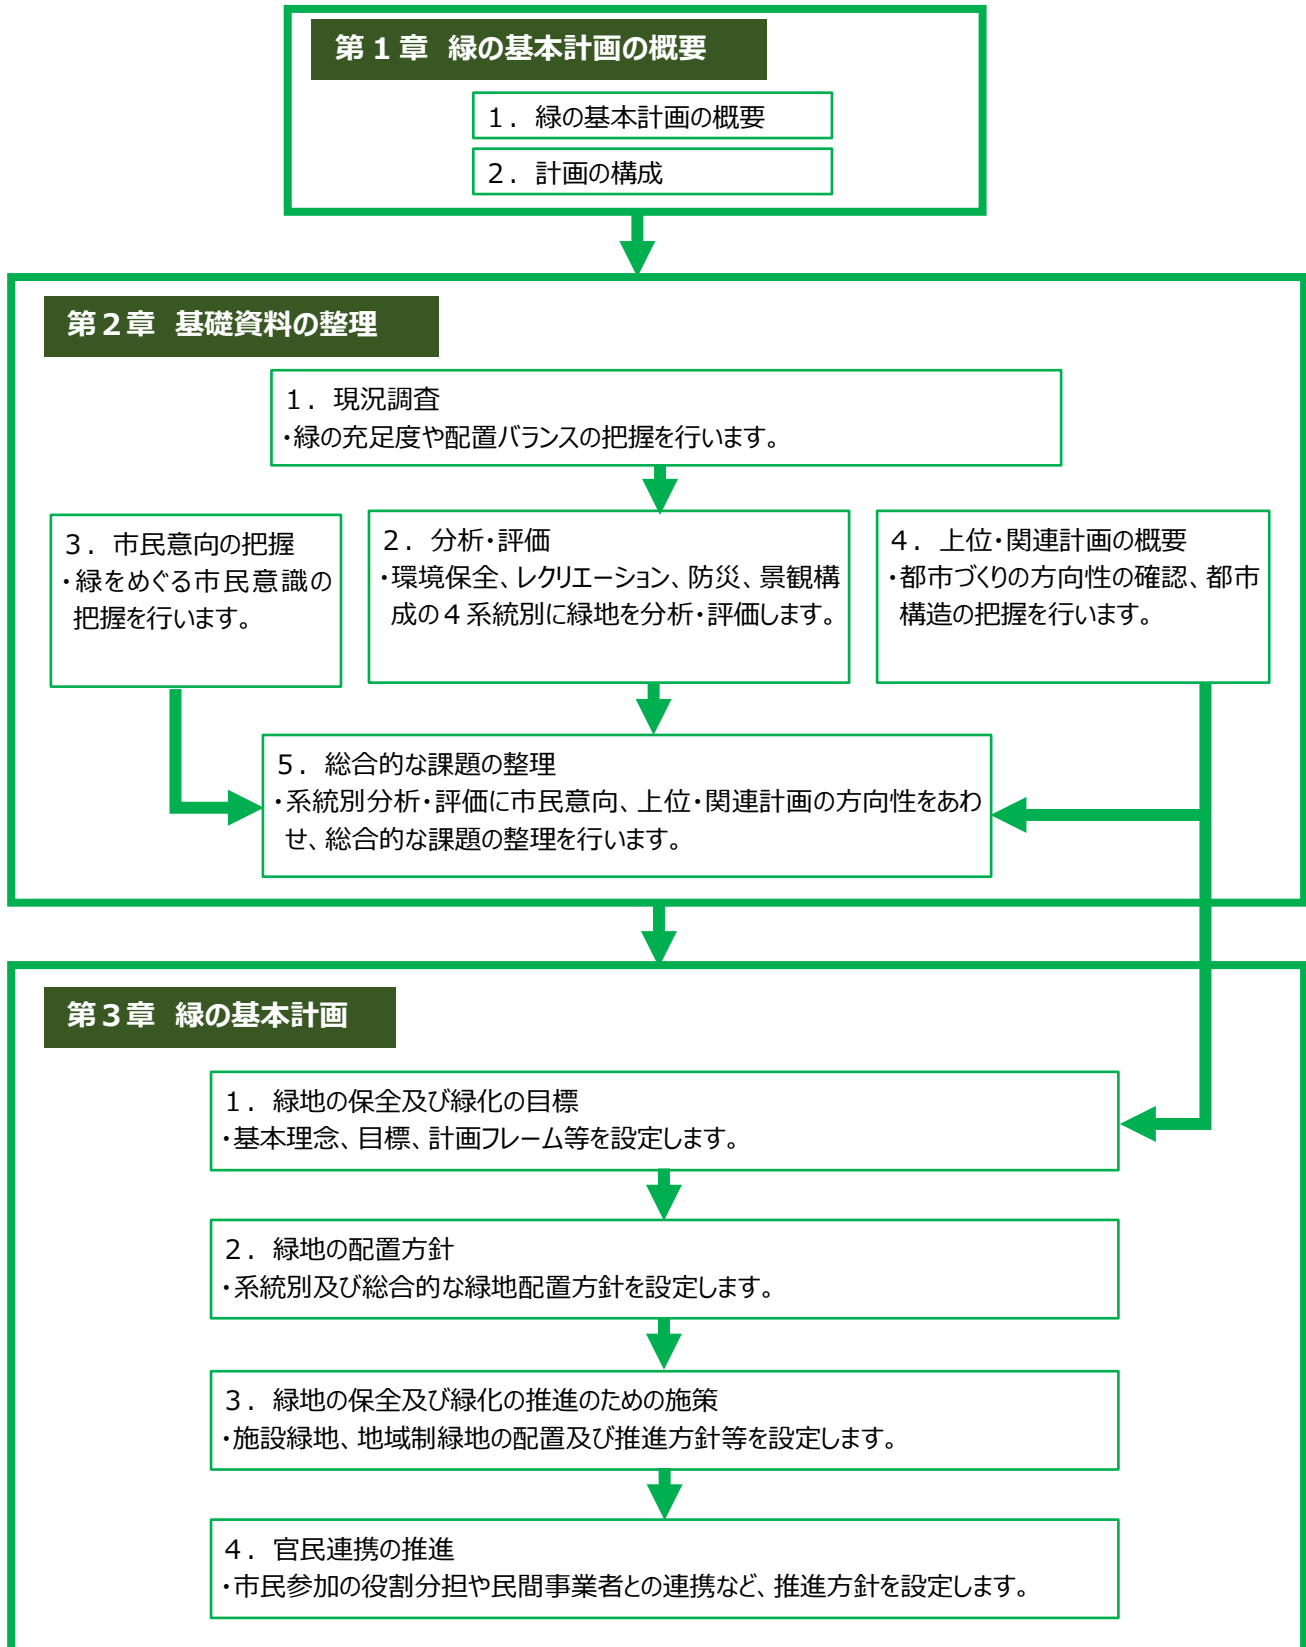 第１章 緑の基本計画の概要
１．緑の基本計画の概要
２．計画の構成
第２章 基礎資料の整理
１．現況調査
・緑の充足度や配置バランスの把握を行います。
３．市民意向の把握
・緑をめぐる市民意識の
把握を行います。
２．分析・評価
・環境保全、レクリエーション、防災、景観構
成の４系統別に緑地を分析・評価します。
４．上位・関連計画の概要
・都市づくりの方向性の確認、都市
構造の把握を行います。
５．総合的な課題の整理
・系統別分析・評価に市民意向、上位・関連計画の方向性をあわ
せ、総合的な課題の整理を行います。
第３章 緑の基本計画
１．緑地の保全及び緑化の目標
・基本理念、目標、計画フレーム等を設定します。
２．緑地の配置方針
・系統別及び総合的な緑地配置方針を設定します。
３．緑地の保全及び緑化の推進のための施策
・施設緑地、地域制緑地の配置及び推進方針等を設定します。
４．官民連携の推進
・市民参加の役割分担や民間事業者との連携など、推進方針を設定します。